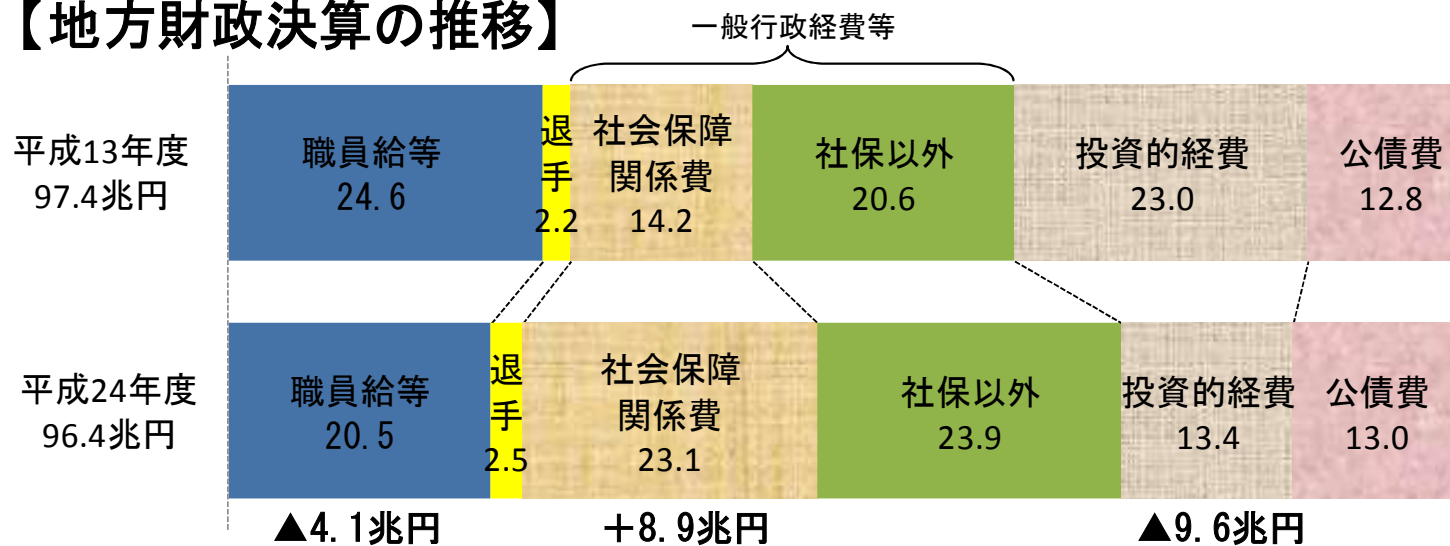 【地方財政決算の推移】
一般行政経費等
平成13年度
97.4兆円
職員給等
24.6
退
手
2.2
社会保障
関係費
14.2
社保以外
20.6
投資的経費
23.0
公債費
12.8
平成24年度
96.4兆円
職員給等
20.5
退
手
2.5
社会保障
関係費
23.1
社保以外
23.9
投資的経費
13.4
公債費
13.0
▲4.1兆円
＋8.9兆円
▲9.6兆円